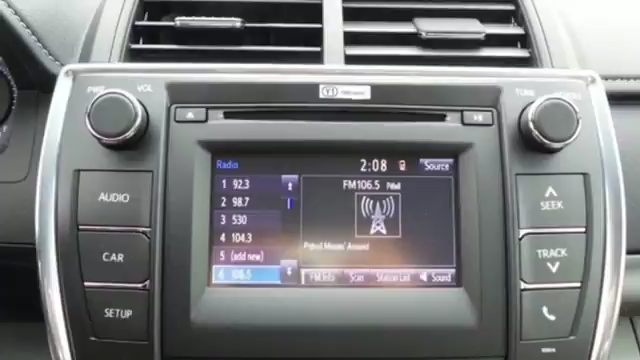 PWR VOL
TUNE
AUDIO
CAR
SETUP
SEEK
TRACK
Radio
2:08
Source
1 92.3
2 98.7
3 530
4 104.3
5 (add new)
6 106.5
FM106.5
FM Info
Scan
Station List
Sound